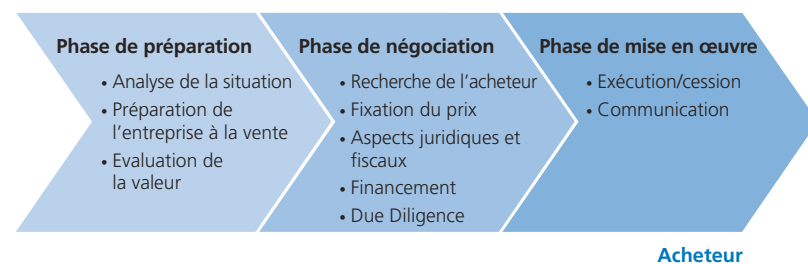 Phase de préparation
• Analyse de la situation
• Préparation de
l'entreprise à la vente
• Evaluation de
la valeur
Phase de négociation
• Recherche de l'acheteur
• Fixation du prix
• Aspects juridiques et
fiscaux
• Financement
• Due Diligence
Phase de mise en œuvre
• Exécution/cession
• Communication
Acheteur